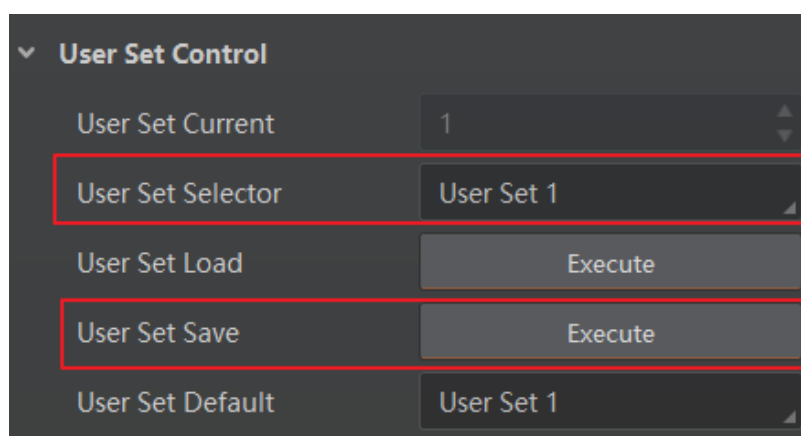 User Set Control
User Set Current 1
User Set Selector User Set 1
User Set Load Execute
User Set Save Execute
User Set Default User Set 1